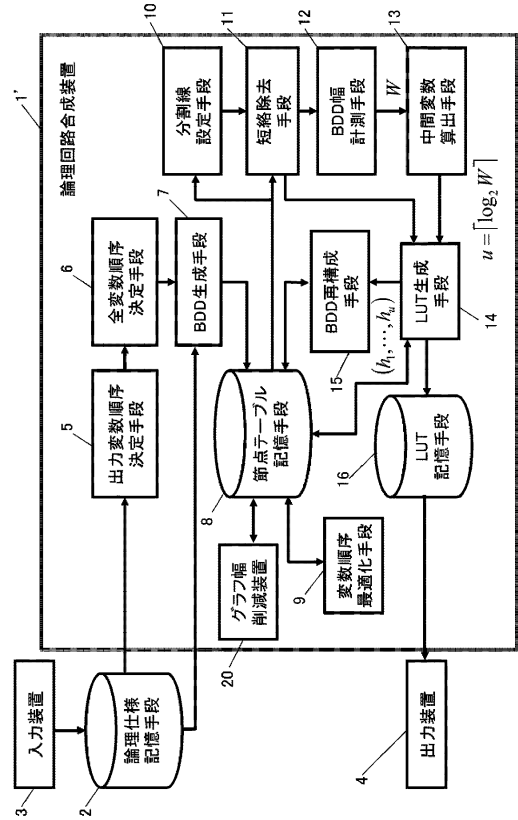 1'
論理回路合成装置
3
入力装置
2
論理仕様
記憶手段
5
出力変数順序
決定手段
6
全変数順序
決定手段
7
BDD生成手段
10
分割線
設定手段
11
短絡除去
手段
12
BDD幅
計測手段
W
13
中間変数
算出手段
u = ⌈log₂ W⌉
20
グラフ幅
削減装置
8
節点テーブル
記憶手段
9
変数順序
最適化手段
BDD再構成
手段
15
(h₁,⋯,hᵤ)
LUT生成
手段
14
16
LUT
記憶手段
4
出力装置